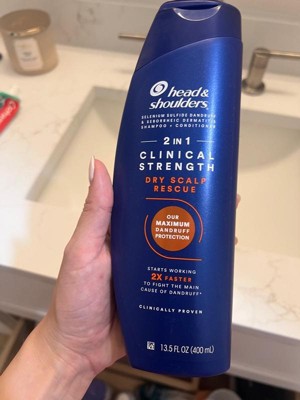 head &
shoulders
SELENIUM SULFIDE DANDRUFF
& SEBORRHEIC DERMATITIS
SHAMPOO + CONDITIONER
2 IN 1
CLINICAL
STRENGTH
DRY SCALP
RESCUE
OUR
MAXIMUM
DANDRUFF
PROTECTION
STARTS WORKING
2X FASTER
TO FIGHT THE MAIN
CAUSE OF DANDRUFF*
CLINICALLY PROVEN
13.5 FL OZ (400 mL)